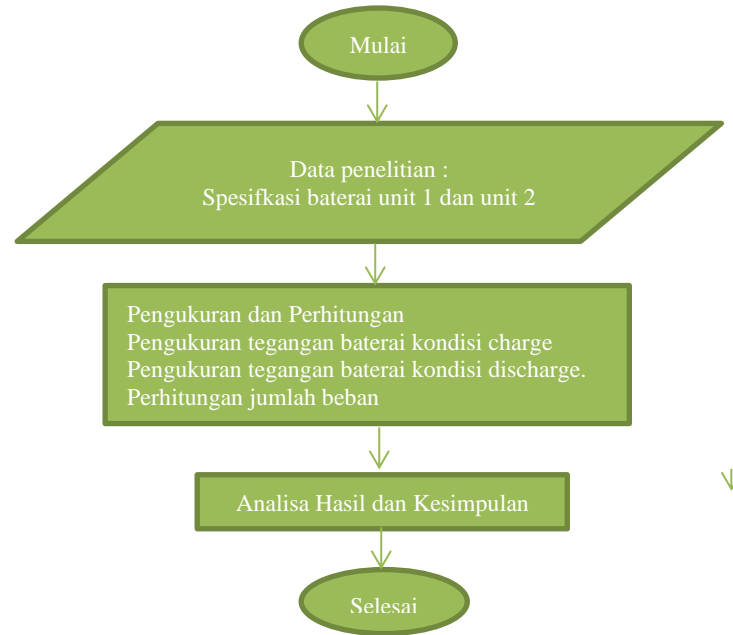 Mulai
Data penelitian :
Spesifkasi baterai unit 1 dan unit 2
Pengukuran dan Perhitungan
Pengukuran tegangan baterai kondisi charge
Pengukuran tegangan baterai kondisi discharge.
Perhitungan jumlah beban
Analisa Hasil dan Kesimpulan
Selesai